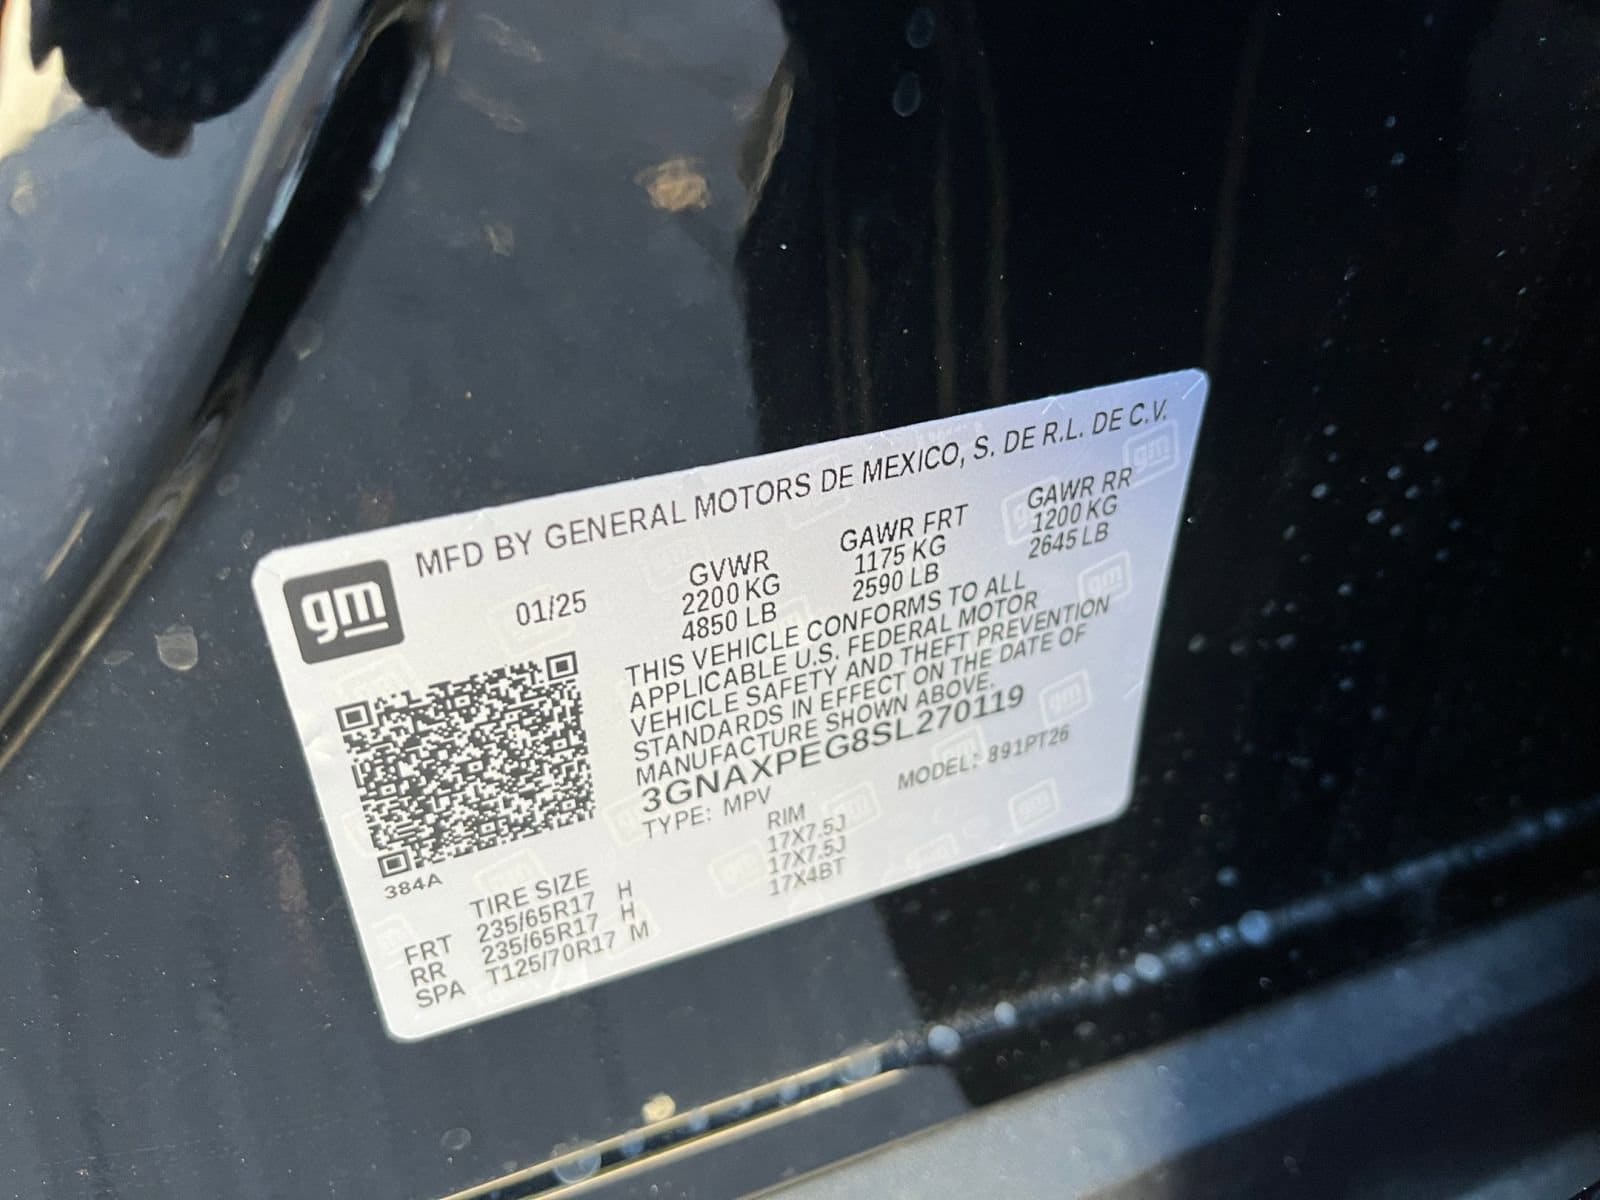 gm
MFD BY GENERAL MOTORS DE MEXICO, S. DE R.L. DE C.V.
01/25
GVWR GAWR FRT GAWR RR
2200 KG 1175 KG 1200 KG
4850 LB 2590 LB 2645 LB
THIS VEHICLE CONFORMS TO ALL
APPLICABLE U.S. FEDERAL MOTOR
VEHICLE SAFETY AND THEFT PREVENTION
STANDARDS IN EFFECT ON THE DATE OF
MANUFACTURE SHOWN ABOVE.
3GNAXPEG8SL270119
TYPE: MPV MODEL: 891PT26
384A
TIRE SIZE RIM
FRT 235/65R17 H 17X7.5J
RR 235/65R17 H 17X7.5J
SPA T125/70R17 M 17X4BT